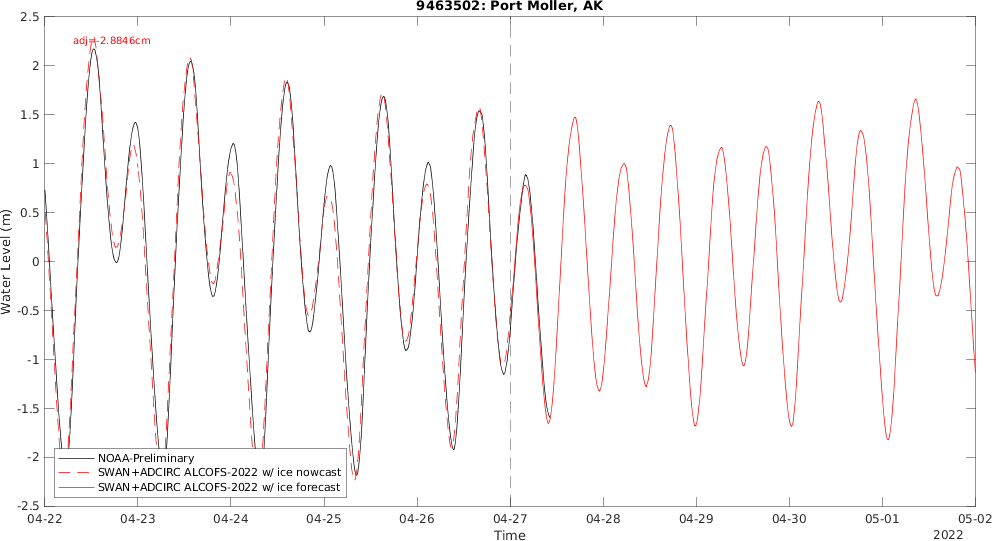 9463502: Port Moller, AK
adj=-2.8846cm
2.5
2
1.5
1
0.5
0
-0.5
-1
-1.5
-2
-2.5
Water Level (m)
NOAA-Preliminary
SWAN+ADCIRC ALCOFS-2022 w/ ice nowcast
SWAN+ADCIRC ALCOFS-2022 w/ ice forecast
04-22 04-23 04-24 04-25 04-26 04-27 04-28 04-29 04-30 05-01 05-02
Time
2022